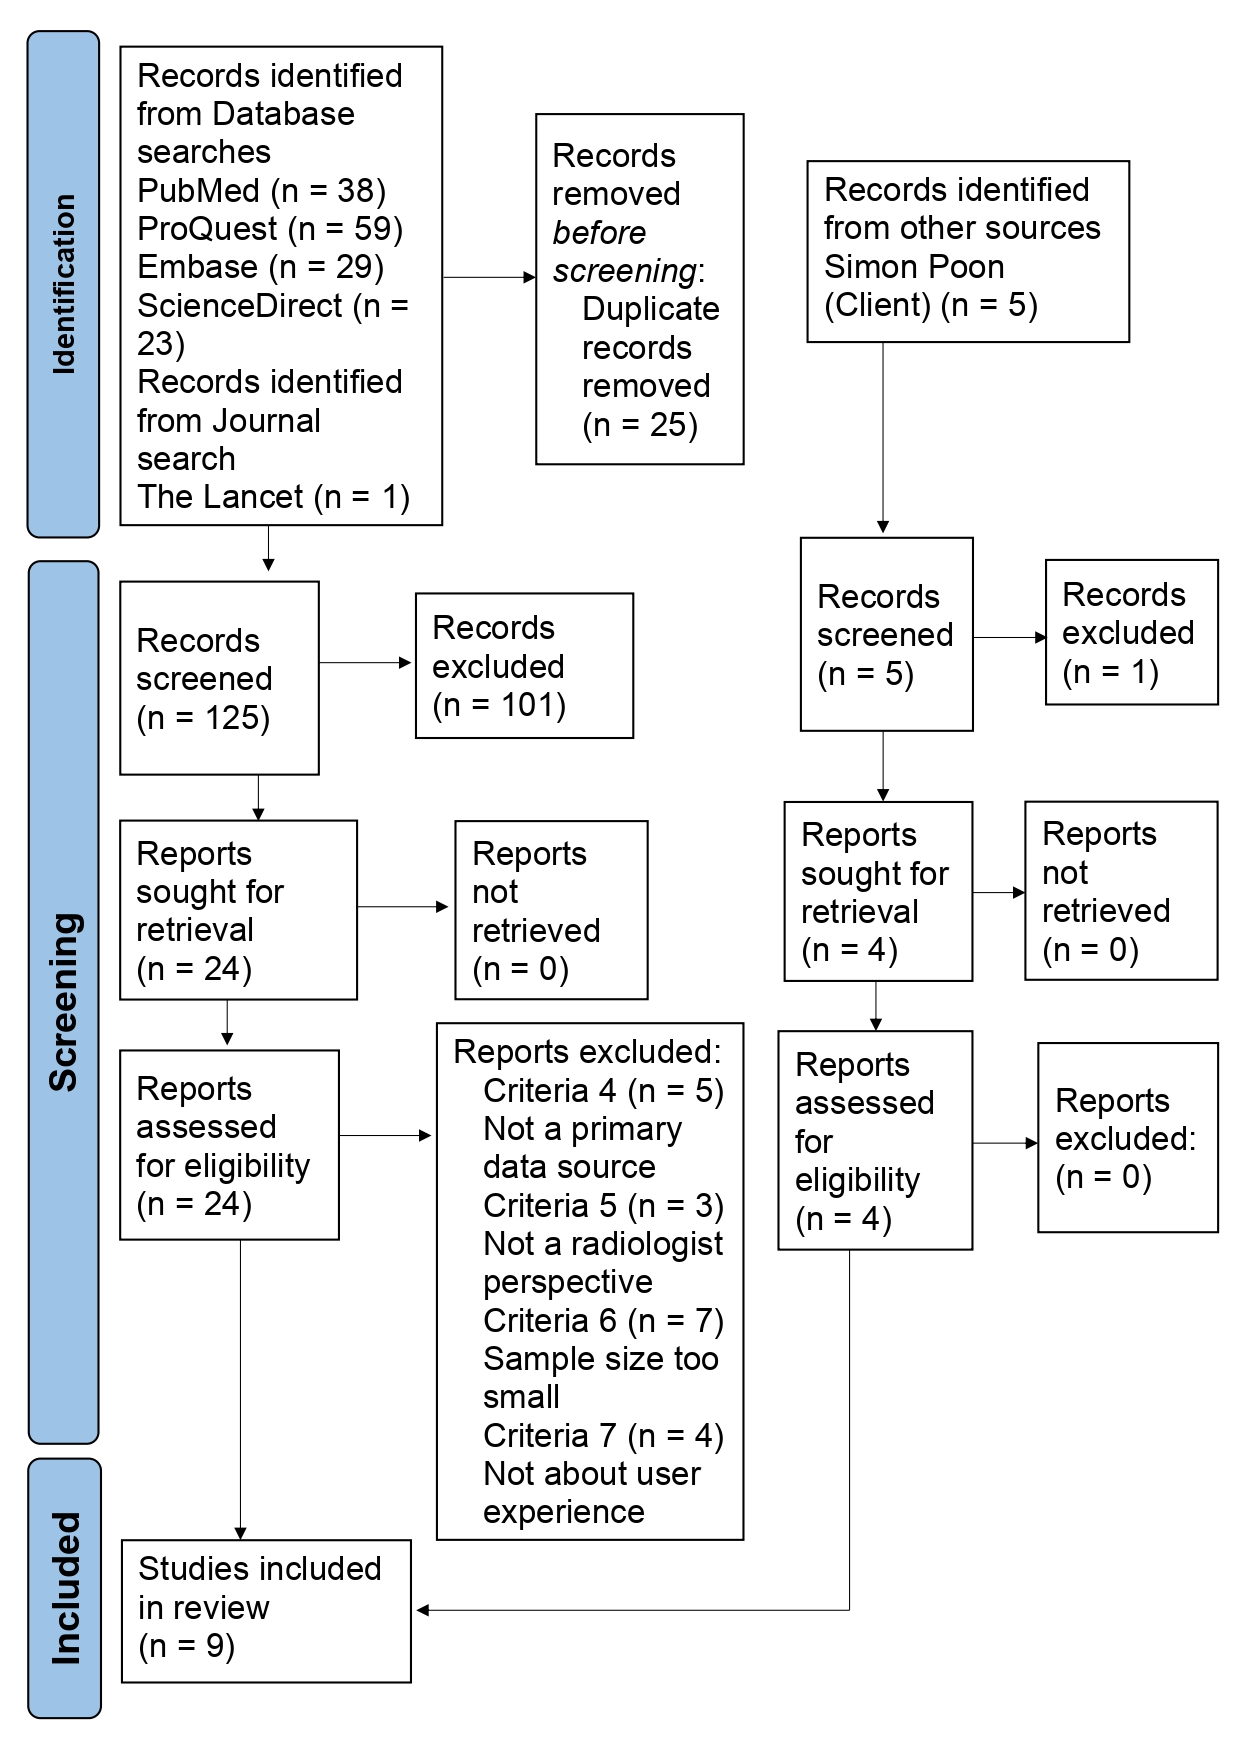 Identification
Records identified
from Database
searches
PubMed (n = 38)
ProQuest (n = 59)
Embase (n = 29)
ScienceDirect (n =
23)
Records identified
from Journal
search
The Lancet (n = 1)
Records
removed
before
screening:
Duplicate
records
removed
(n = 25)
Records identified
from other sources
Simon Poon
(Client) (n = 5)
Screening
Records
screened
(n = 125)
Records
excluded
(n = 101)
Records
screened
(n = 5)
Records
excluded
(n = 1)
Reports
sought for
retrieval
(n = 24)
Reports
not
retrieved
(n = 0)
Reports
sought for
retrieval
(n = 4)
Reports
not
retrieved
(n = 0)
Reports
assessed
for eligibility
(n = 24)
Reports excluded:
Criteria 4 (n = 5)
Not a primary
data source
Criteria 5 (n = 3)
Not a radiologist
perspective
Criteria 6 (n = 7)
Sample size too
small
Criteria 7 (n = 4)
Not about user
experience
Reports
assessed
for
eligibility
(n = 4)
Reports
excluded:
(n = 0)
Included
Studies included
in review
(n = 9)